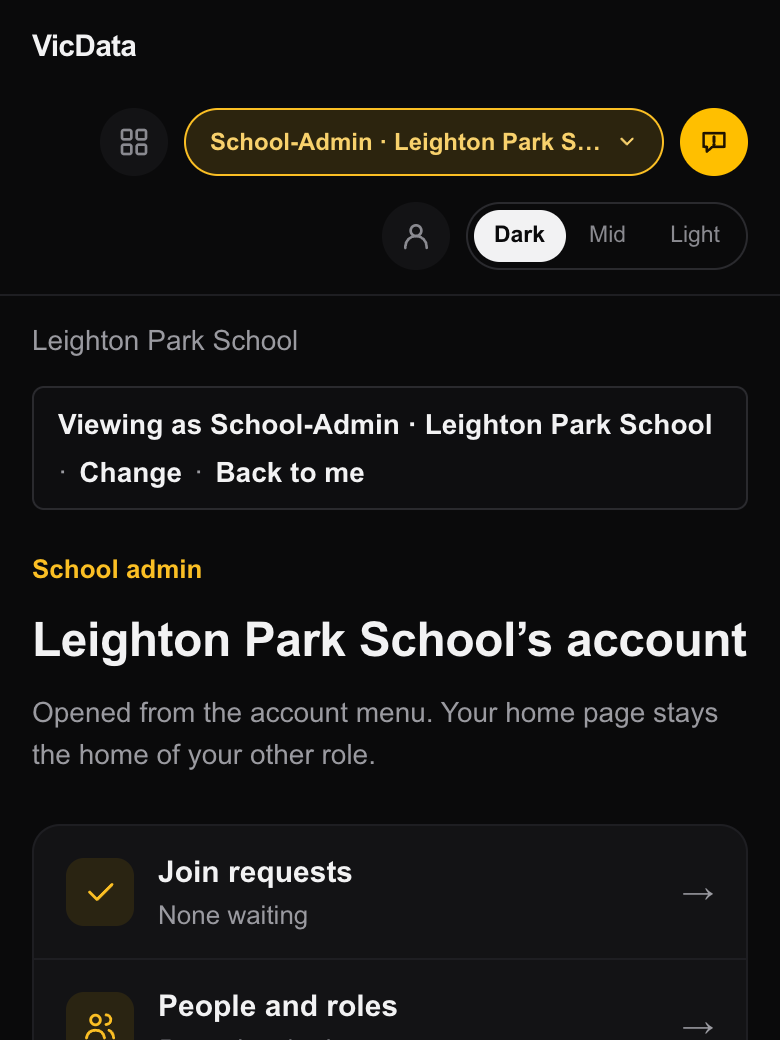 VicData
School-Admin · Leighton Park S...
Dark Mid Light
Leighton Park School
Viewing as School-Admin · Leighton Park School
· Change · Back to me
School admin
Leighton Park School’s account
Opened from the account menu. Your home page stays
the home of your other role.
Join requests
None waiting
People and roles